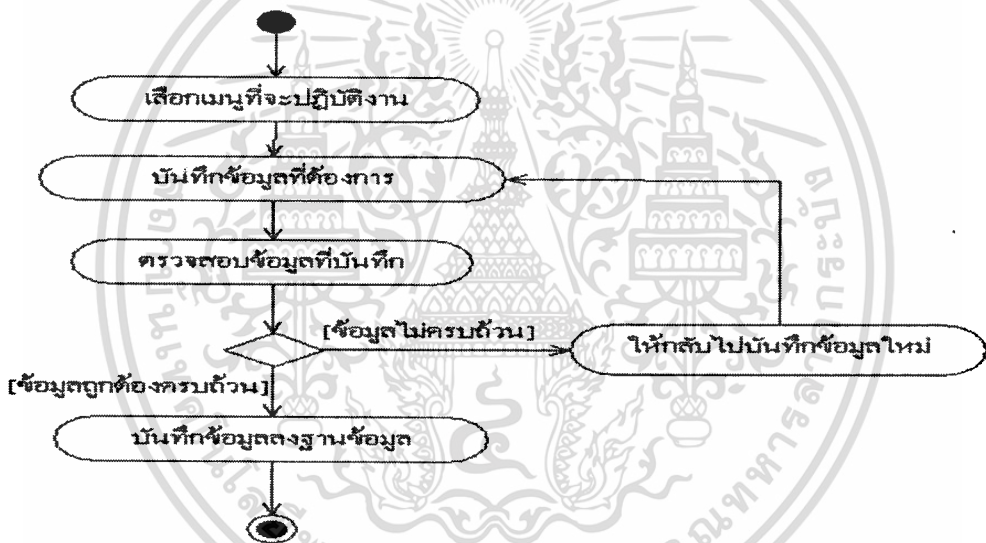 เลือกเมนูที่จะปฏิบัติงาน
บันทึกข้อมูลที่ต้องการ
ตรวจสอบข้อมูลที่บันทึก
[ข้อมูลไม่ครบถ้วน]
ให้กลับไปบันทึกข้อมูลใหม่
[ข้อมูลถูกต้องครบถ้วน]
บันทึกข้อมูลลงฐานข้อมูล